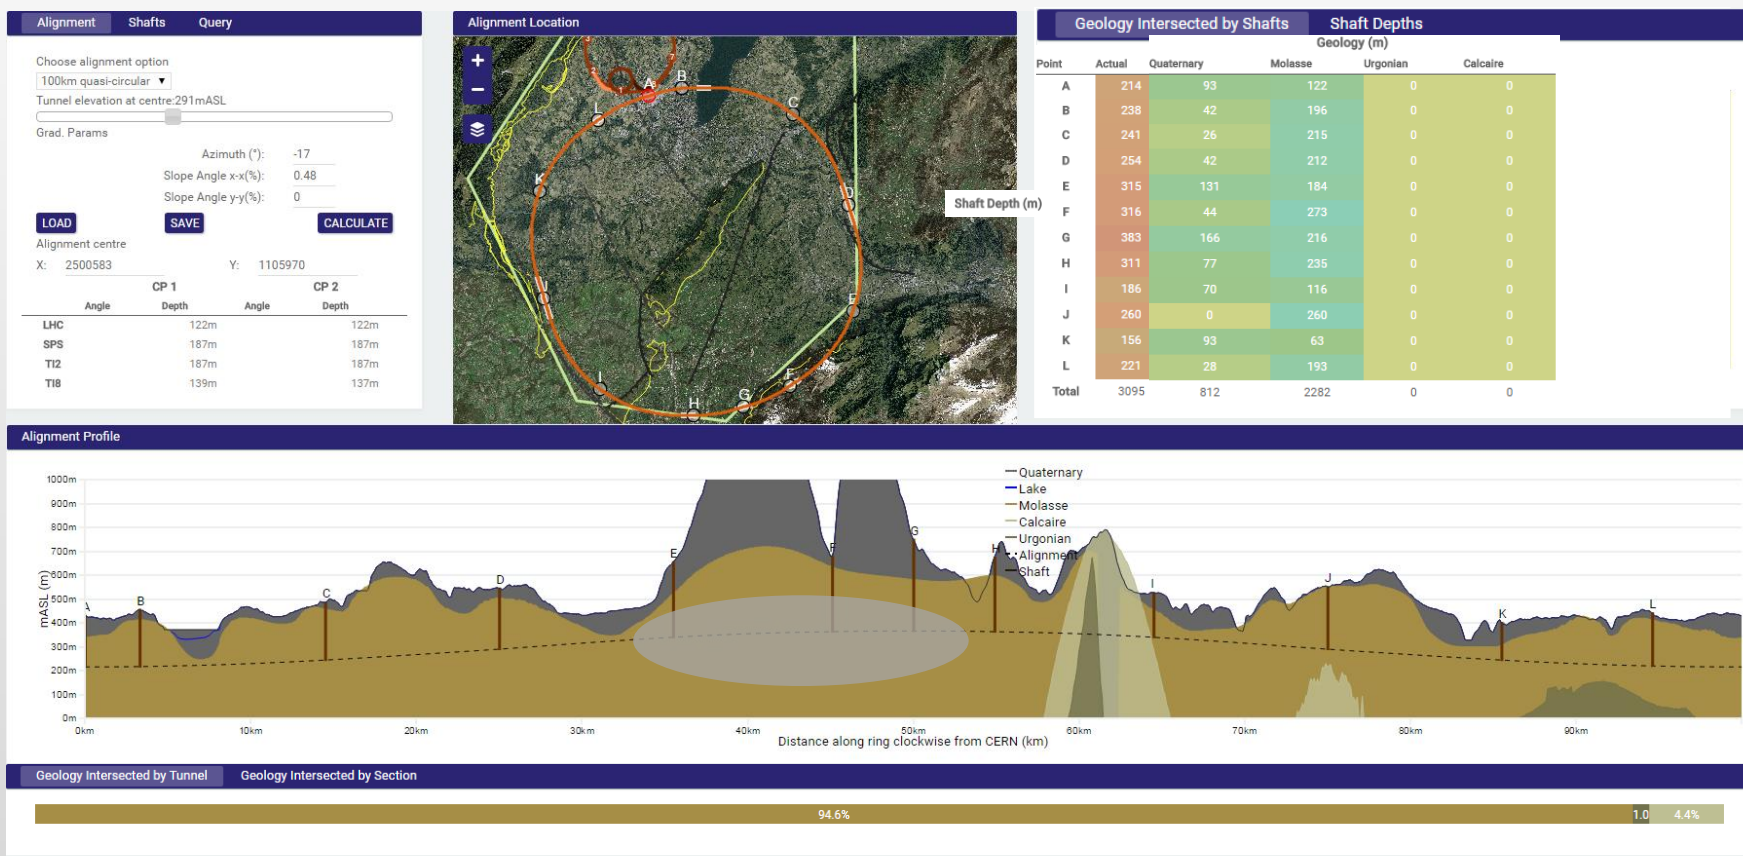 Alignment Shafts Query
Choose alignment option
100km quasi-circular ▼
Tunnel elevation at centre:291mASL
Grad. Params
Azimuth (°): -17
Slope Angle x-x(%): 0.48
Slope Angle y-y(%): 0
LOAD SAVE CALCULATE
Alignment centre
X: 2500583 Y: 1105970
CP 1 CP 2
Angle Depth Angle Depth
LHC 122m 122m
SPS 187m 187m
TI2 187m 187m
TI8 139m 137m
Alignment Location
+
−
A
B
C
D
E
F
G
H
I
J
K
L
Shaft Depth (m)
Geology Intersected by Shafts Shaft Depths
Geology (m)
Point Actual Quaternary Molasse Urgonian Calcaire
A 214 93 122 0 0
B 238 42 196 0 0
C 241 26 215 0 0
D 254 42 212 0 0
E 315 131 184 0 0
F 316 44 273 0 0
G 383 166 216 0 0
H 311 77 235 0 0
I 186 70 116 0 0
J 260 0 260 0 0
K 156 93 63 0 0
L 221 28 193 0 0
Total 3095 812 2282 0 0
Alignment Profile
1000m
900m
800m
700m
600m
500m
400m
300m
200m
100m
0m
mASL (m)
A B C D E F G H I J K L
Quaternary
Lake
Molasse
Calcaire
Urgonian
Alignment
Shaft
0km 10km 20km 30km 40km 50km 60km 70km 80km 90km
Distance along ring clockwise from CERN (km)
Geology Intersected by Tunnel Geology Intersected by Section
94.6% 1.0 4.4%